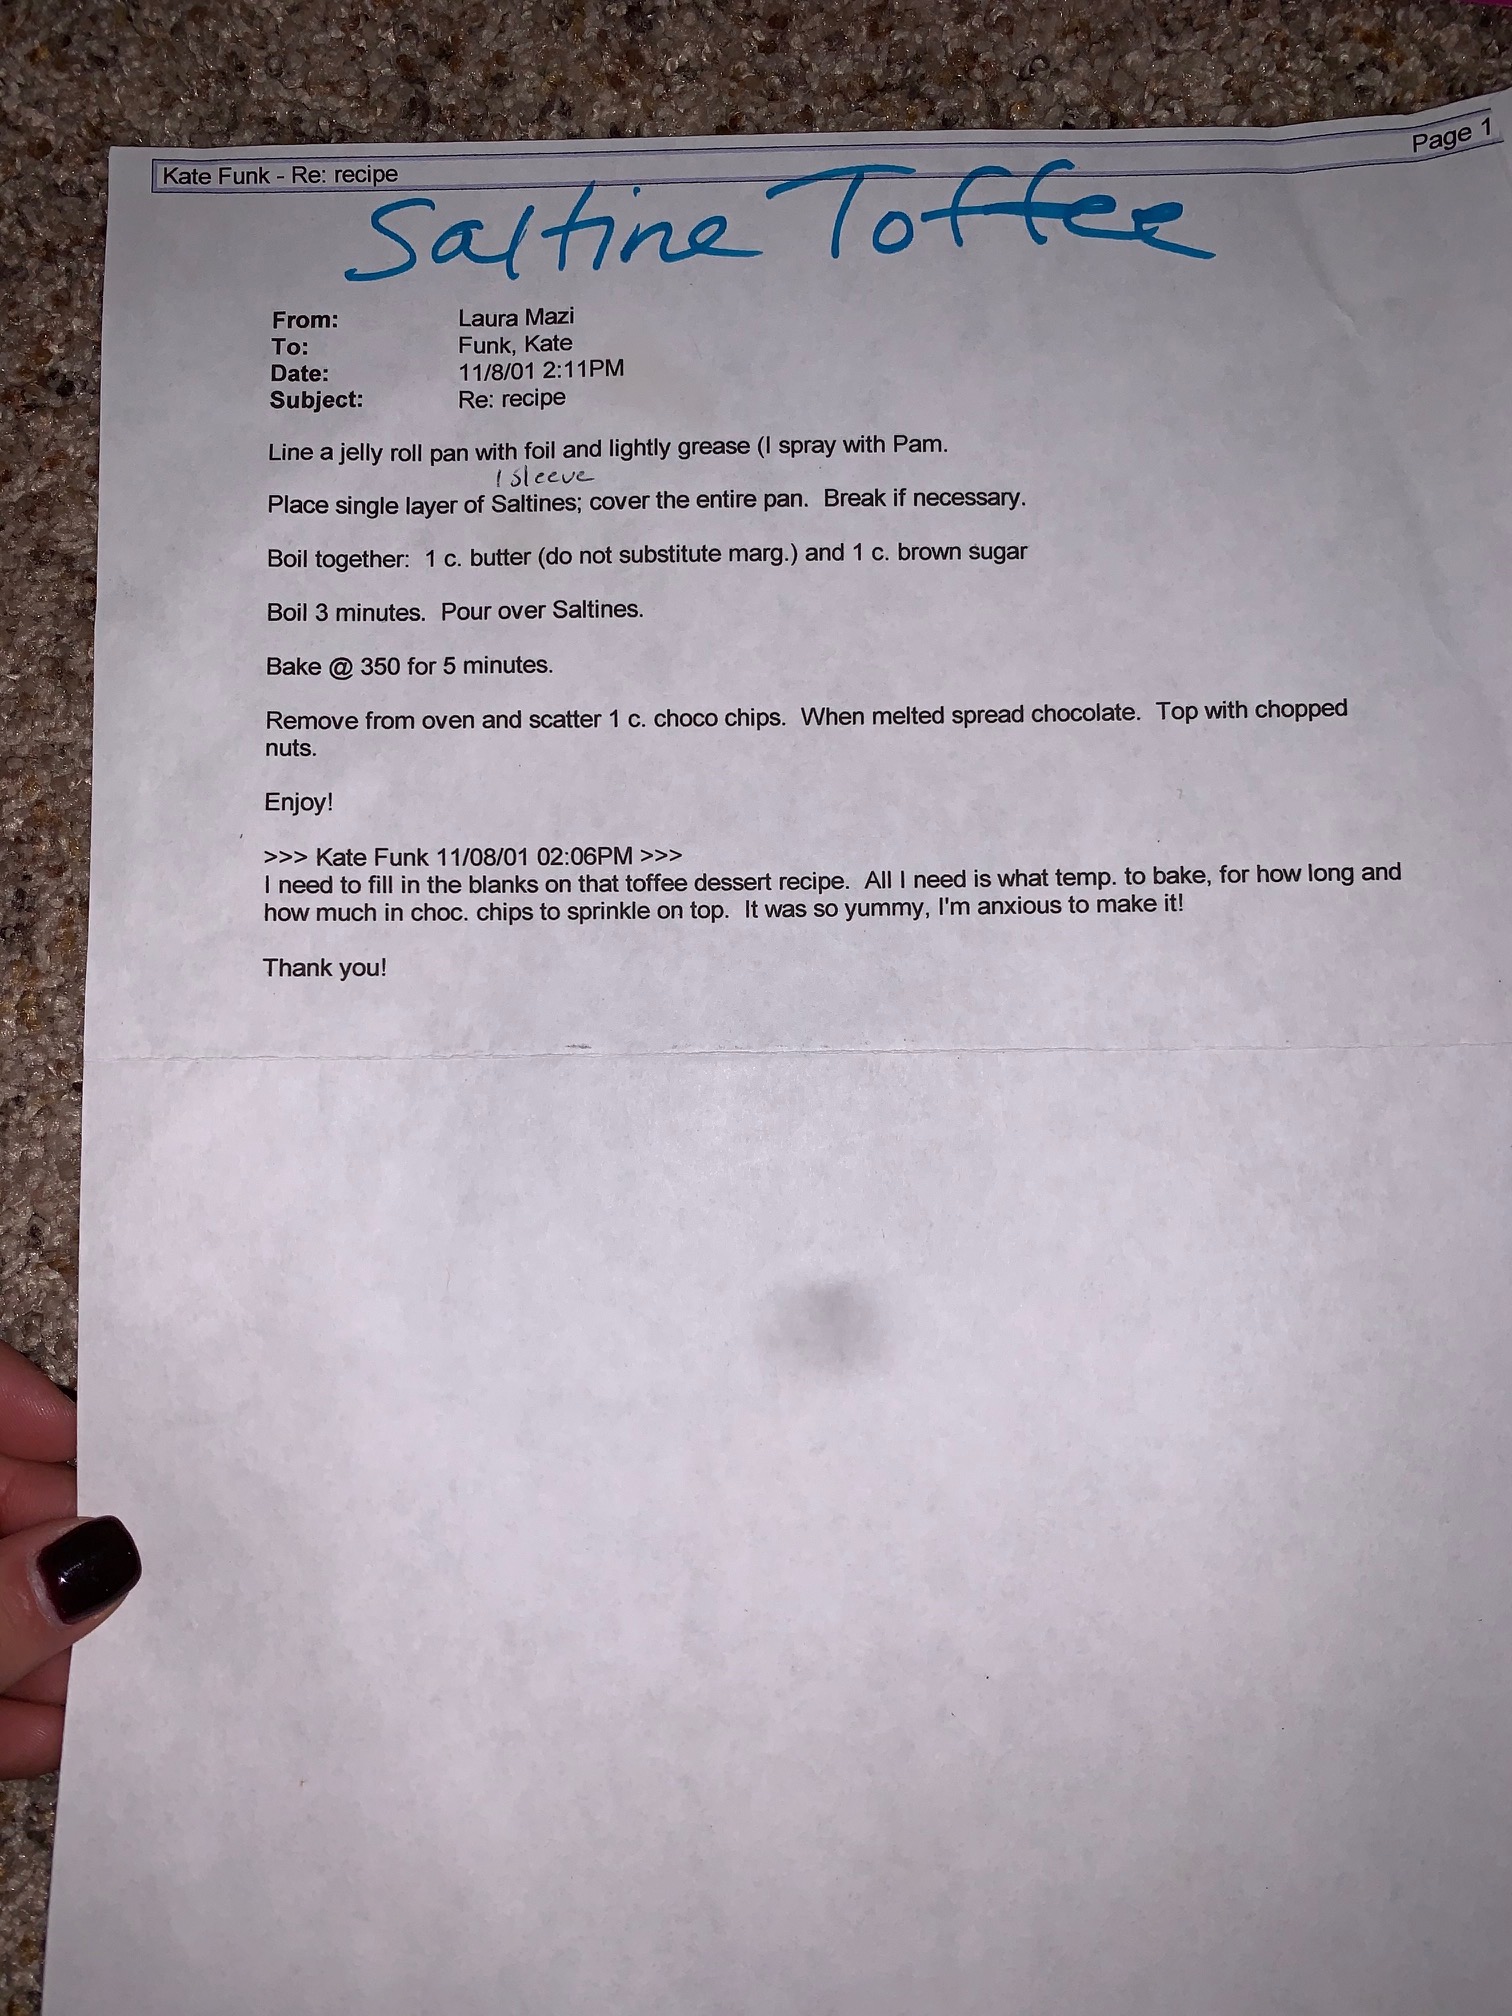 Kate Funk - Re: recipe Page 1
Saltine Toffee
From: Laura Mazi
To: Funk, Kate
Date: 11/8/01 2:11PM
Subject: Re: recipe
Line a jelly roll pan with foil and lightly grease (I spray with Pam.
1 sleeve
Place single layer of Saltines; cover the entire pan. Break if necessary.
Boil together: 1 c. butter (do not substitute marg.) and 1 c. brown sugar
Boil 3 minutes. Pour over Saltines.
Bake @ 350 for 5 minutes.
Remove from oven and scatter 1 c. choco chips. When melted spread chocolate. Top with chopped
nuts.
Enjoy!
>>> Kate Funk 11/08/01 02:06PM >>>
I need to fill in the blanks on that toffee dessert recipe. All I need is what temp. to bake, for how long and
how much in choc. chips to sprinkle on top. It was so yummy, I'm anxious to make it!
Thank you!